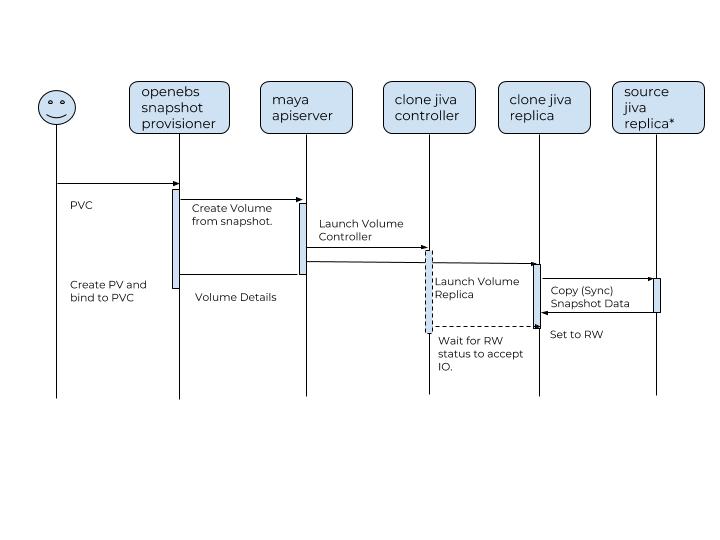 openebs
snapshot
provisioner
maya
apiserver
clone jiva
controller
clone jiva
replica
source
jiva
replica*
PVC
Create Volume
from snapshot.
Launch Volume
Controller
Create PV and
bind to PVC
Volume Details
Launch Volume
Replica
Copy (Sync)
Snapshot Data
Wait for RW
status to accept
IO.
Set to RW